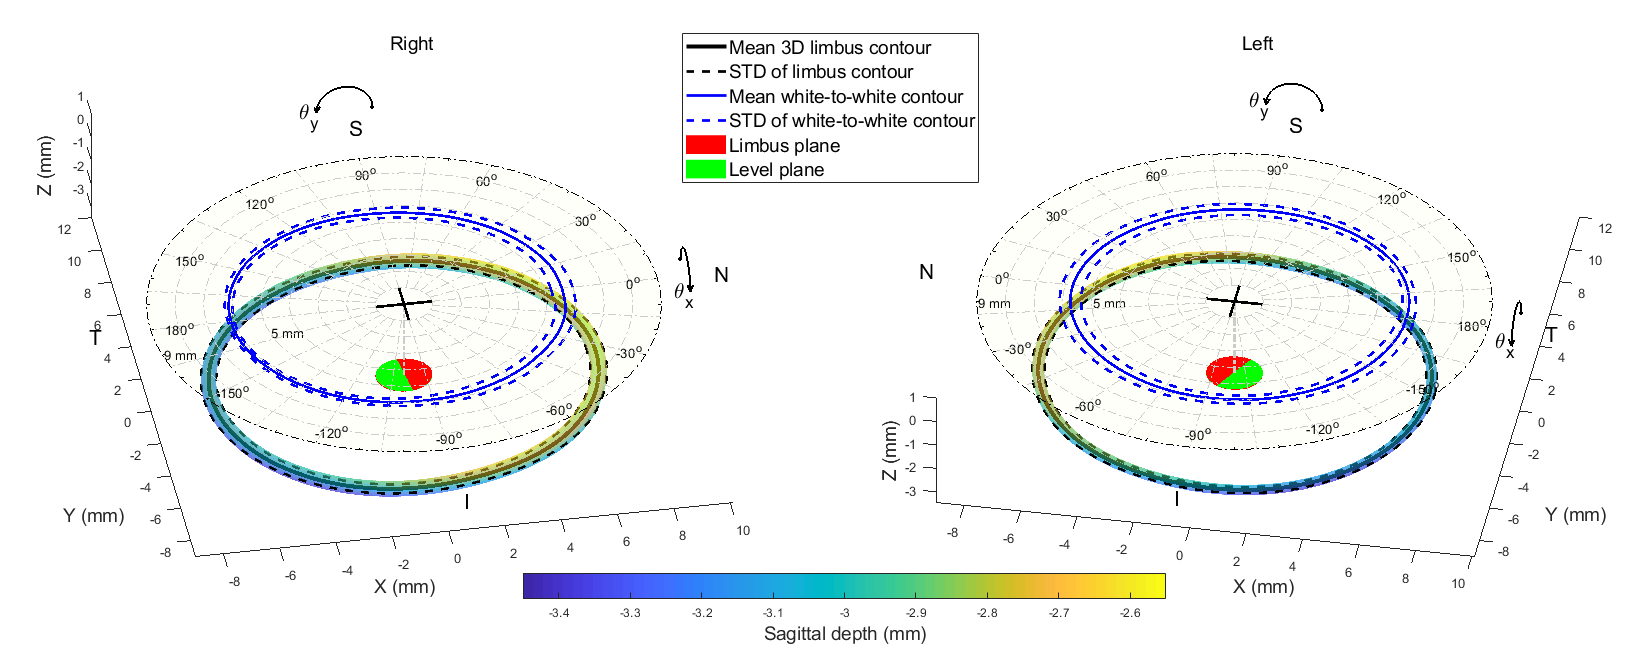 Right
Left
Mean 3D limbus contour
STD of limbus contour
Mean white-to-white contour
STD of white-to-white contour
Limbus plane
Level plane
θ
y
S
θ
y
S
1
0
-1
-2
-3
Z (mm)
12
10
8
6
4
2
0
-2
-4
-6
-8
Y (mm)
T
90°
60°
120°
30°
150°
0°
180°
9 mm
5 mm
-30°
-150°
-60°
-120°
-90°
N
θ
x
I
-8
-6
-4
-2
0
2
4
6
8
10
X (mm)
N
60°
90°
120°
30°
150°
0°
9 mm
5 mm
180°
-30°
-150°
-60°
-120°
-90°
θ
x
T
I
12
10
8
6
4
2
0
-2
-4
-6
-8
Y (mm)
1
0
-1
-2
-3
Z (mm)
-8
-6
-4
-2
0
2
4
6
8
10
X (mm)
-3.4
-3.3
-3.2
-3.1
-3
-2.9
-2.8
-2.7
-2.6
Sagittal depth (mm)